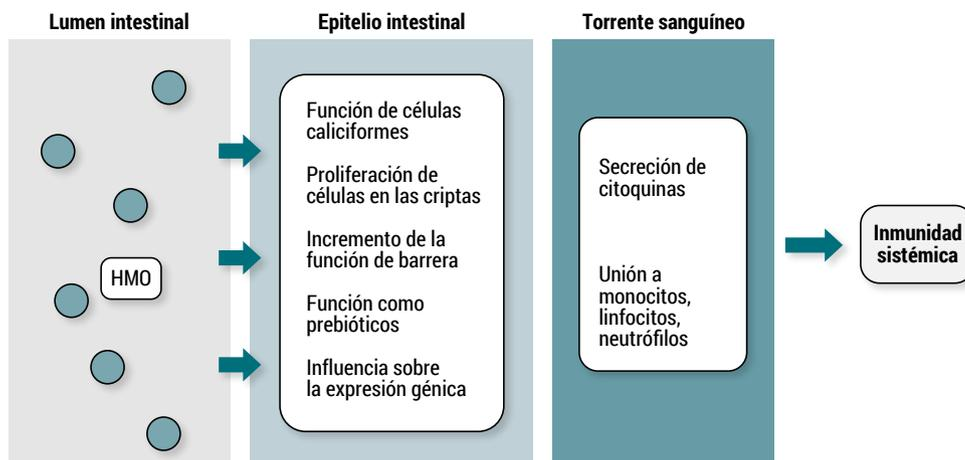 Lumen intestinal
Epitelio intestinal
Torrente sanguíneo
HMO
Función de células
caliciformes
Proliferación de
células en las criptas
Incremento de la
función de barrera
Función como
prebióticos
Influencia sobre
la expresión génica
Secreción de
citoquinas
Unión a
monocitos,
linfocitos,
neutrófilos
Inmunidad
sistémica